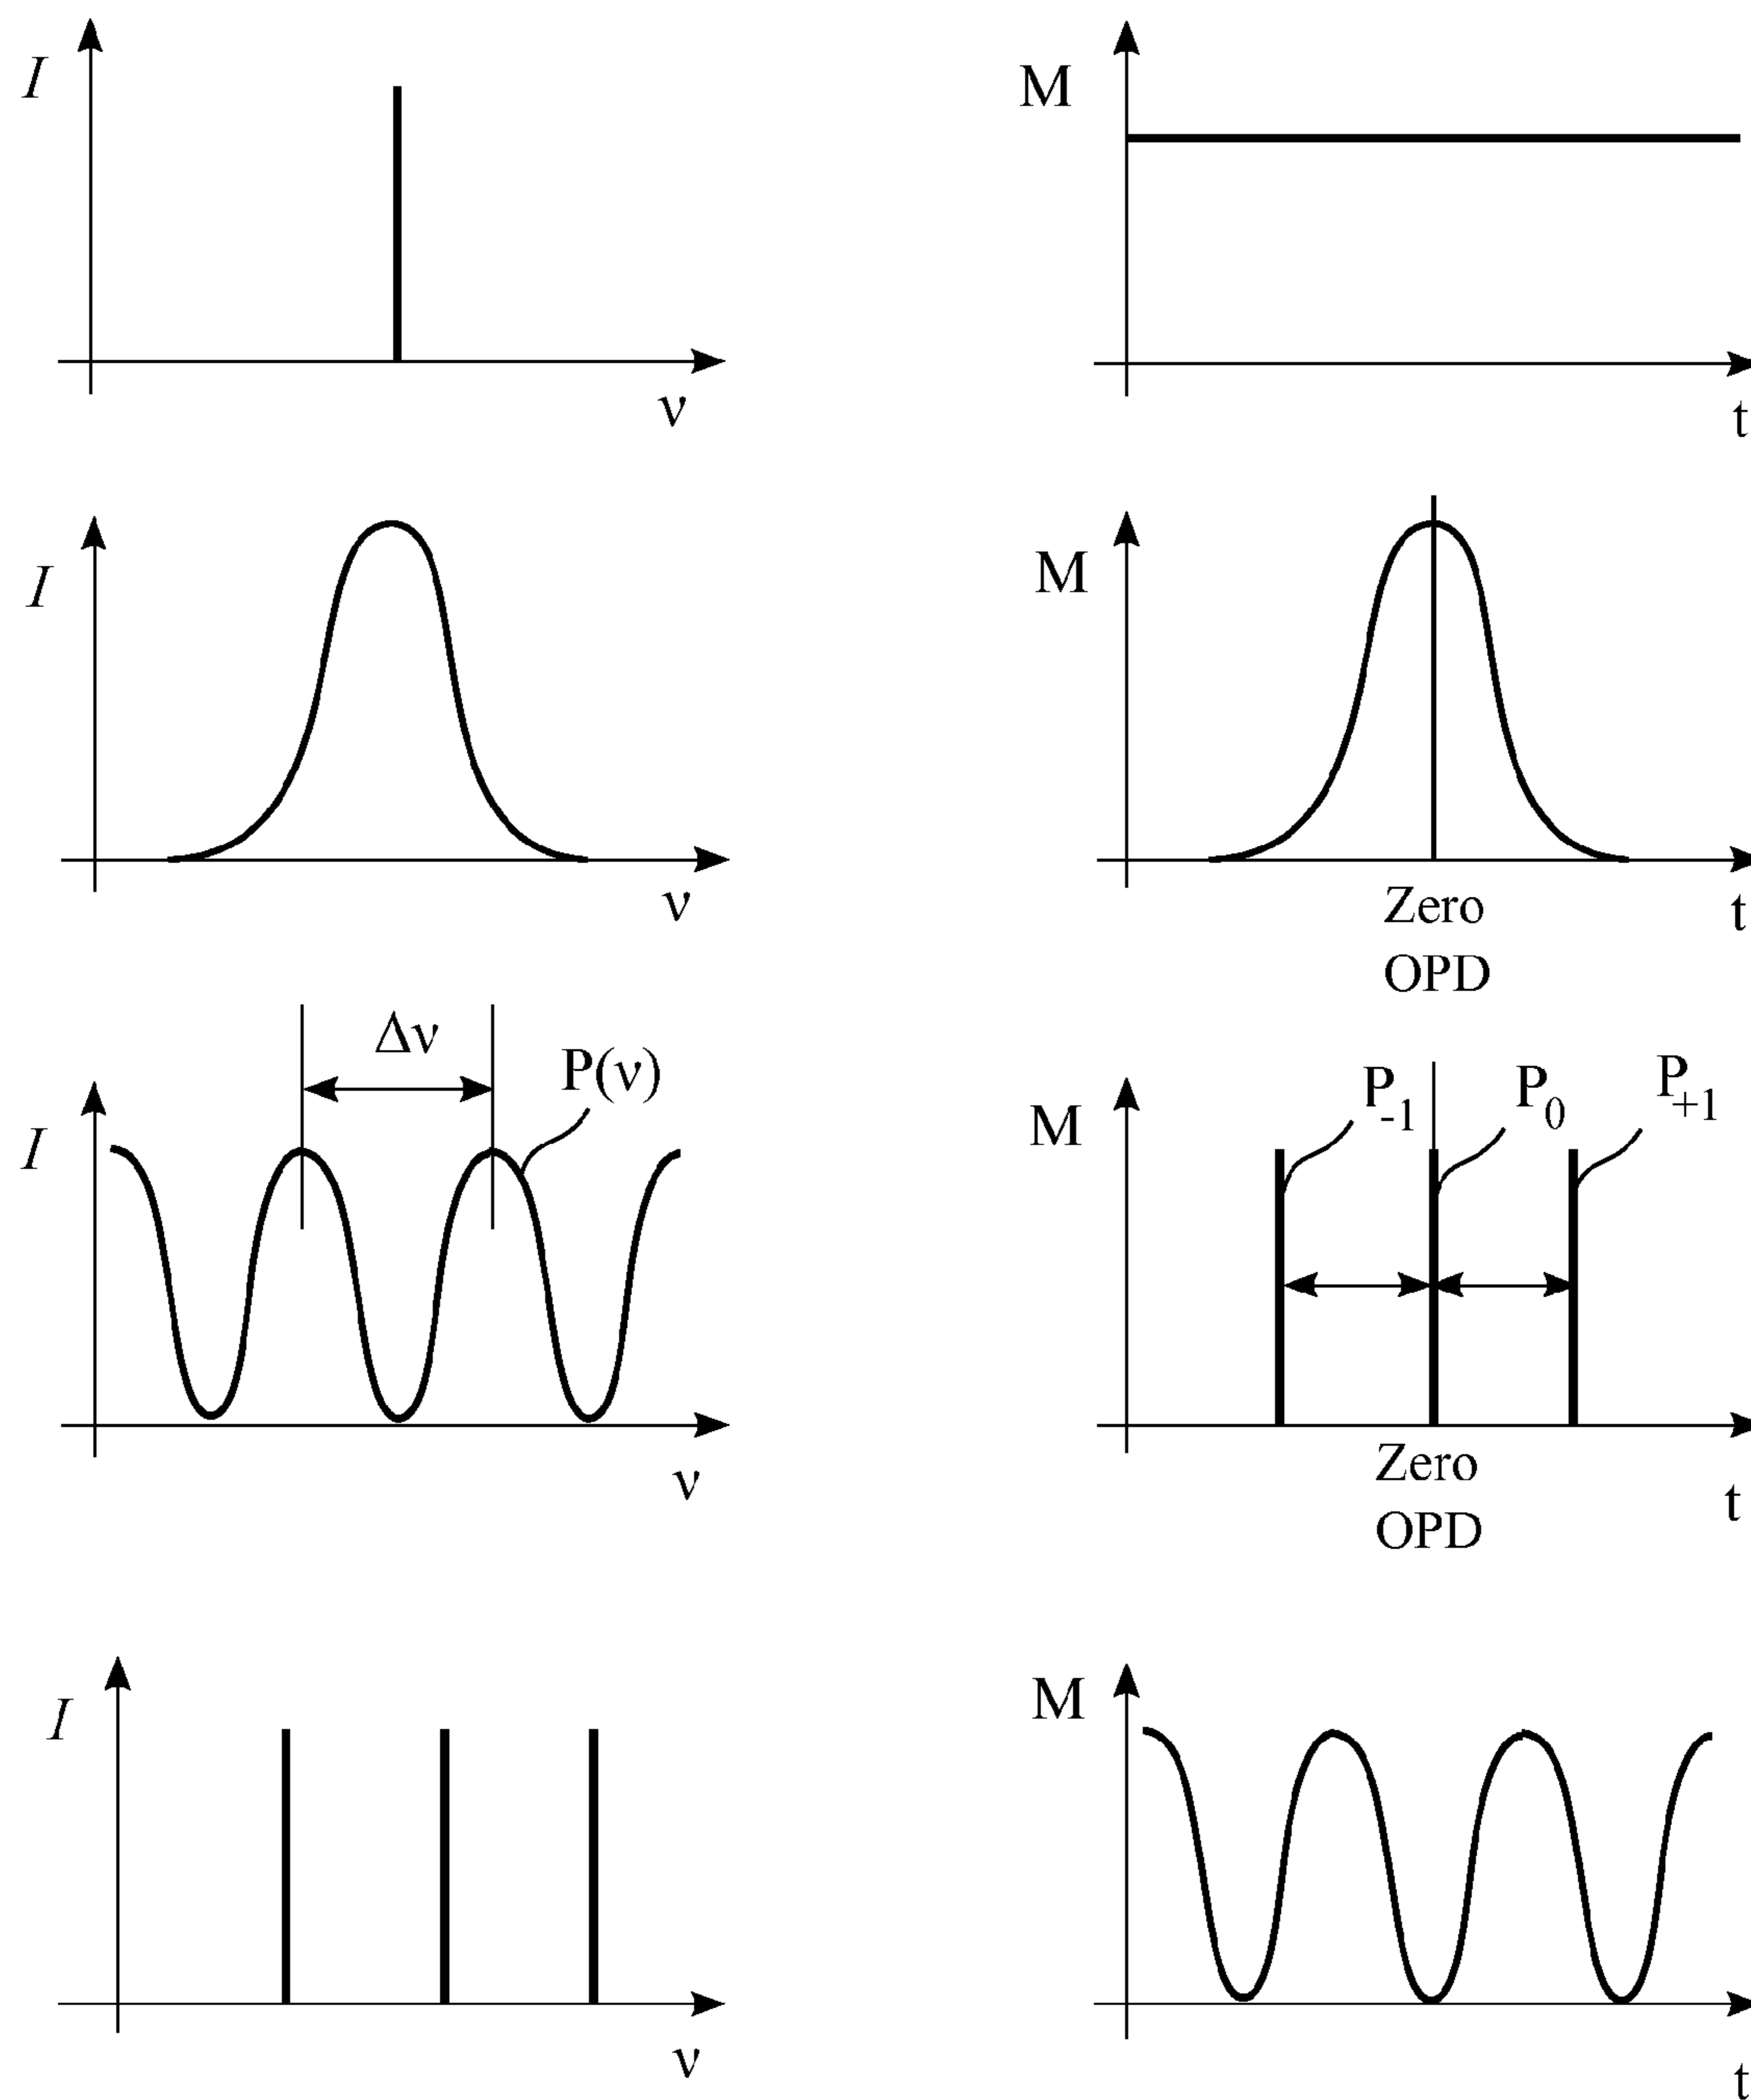 I
M
ν
t
I
M
ν
Zero
OPD
t
Δν
P(ν)
I
P-1
P0
P+1
M
ν
Zero
OPD
t
I
M
ν
t